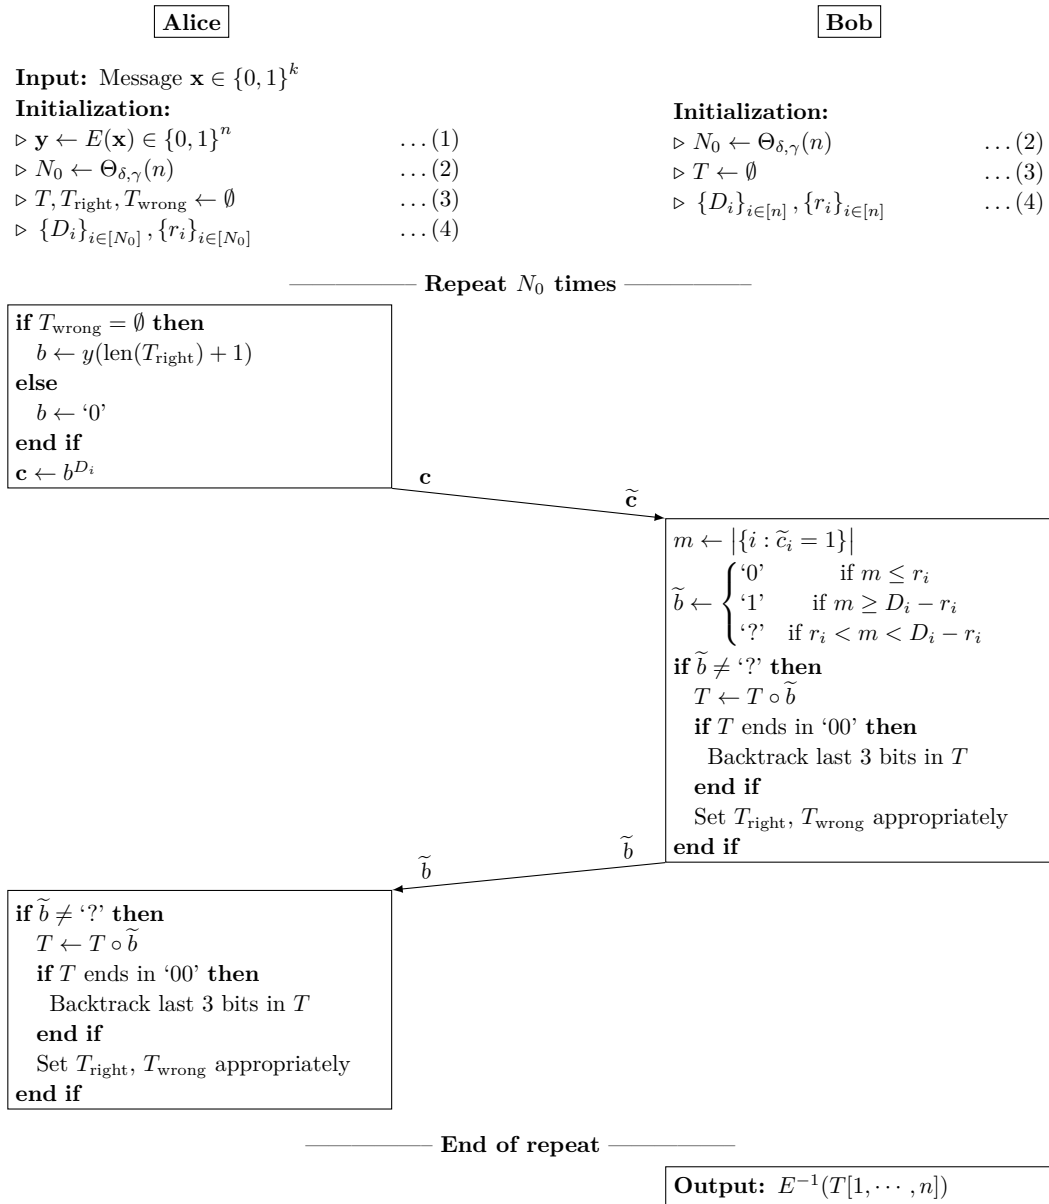 Alice
Bob
Input: Message x ∈ {0, 1}^k
Initialization:
▷ y ← E(x) ∈ {0, 1}^n ... (1)
▷ N_0 ← Θ_{δ,γ}(n) ... (2)
▷ T, T_right, T_wrong ← ∅ ... (3)
▷ {D_i}_{i∈[N_0]}, {r_i}_{i∈[N_0]} ... (4)
Initialization:
▷ N_0 ← Θ_{δ,γ}(n) ... (2)
▷ T ← ∅ ... (3)
▷ {D_i}_{i∈[n]}, {r_i}_{i∈[n]} ... (4)
Repeat N_0 times
if T_wrong = ∅ then
b ← y(len(T_right) + 1)
else
b ← ‘0’
end if
c ← b^{D_i}
c
c̃
m ← |{i : c̃_i = 1}|
b̃ ← { ‘0’ if m ≤ r_i
‘1’ if m ≥ D_i − r_i
‘?’ if r_i < m < D_i − r_i
if b̃ ≠ ‘?’ then
T ← T ∘ b̃
if T ends in ‘00’ then
Backtrack last 3 bits in T
end if
Set T_right, T_wrong appropriately
end if
b̃
b̃
if b̃ ≠ ‘?’ then
T ← T ∘ b̃
if T ends in ‘00’ then
Backtrack last 3 bits in T
end if
Set T_right, T_wrong appropriately
end if
End of repeat
Output: E^{−1}(T[1, ⋯ , n])